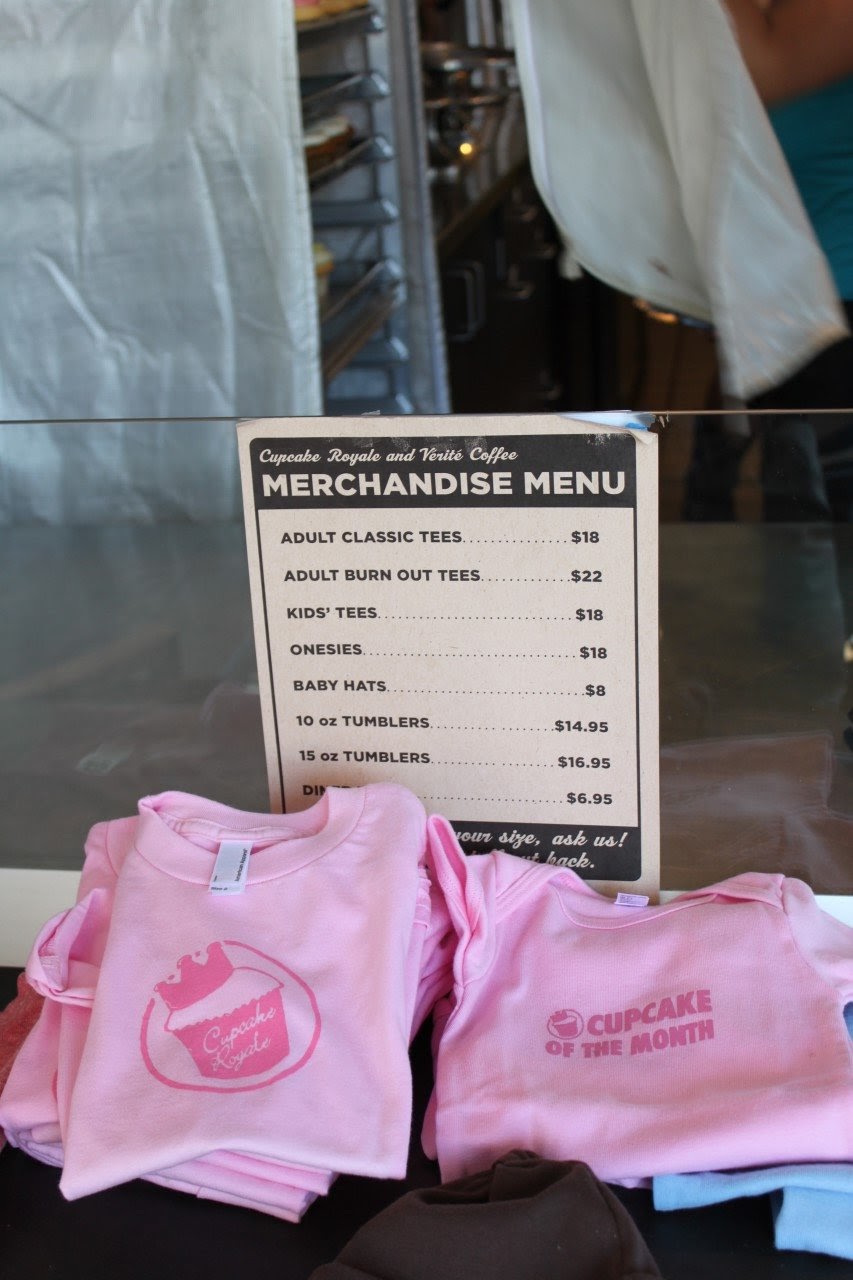 Cupcake Royale and Vérité Coffee
MERCHANDISE MENU
ADULT CLASSIC TEES.............. $18
ADULT BURN OUT TEES............$22
KIDS' TEES.......................... $18
ONESIES............................. $18
BABY HATS..........................$8
10 oz TUMBLERS................$14.95
15 oz TUMBLERS................$16.95
$6.95
your size, ask us!
back.
Cupcake
Royale
CUPCAKE
OF THE MONTH